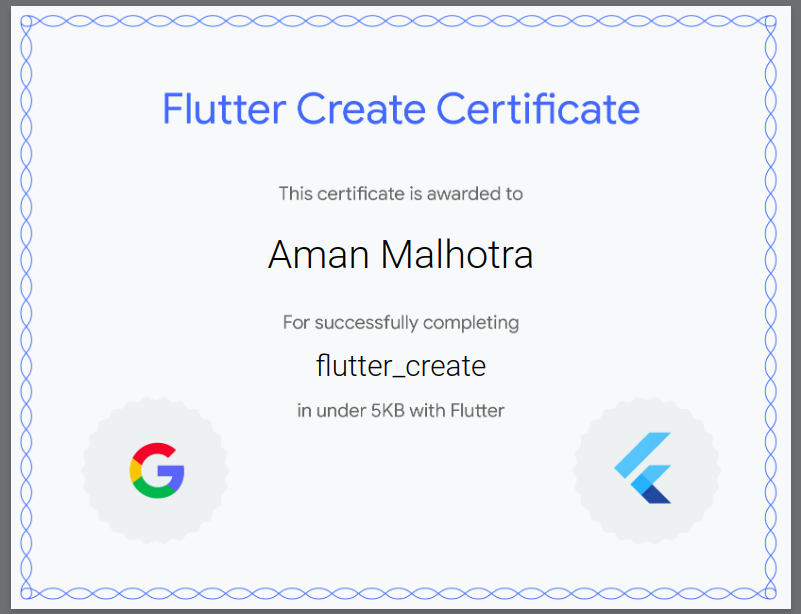 Flutter Create Certificate
This certificate is awarded to
Aman Malhotra
For successfully completing
flutter_create
in under 5KB with Flutter